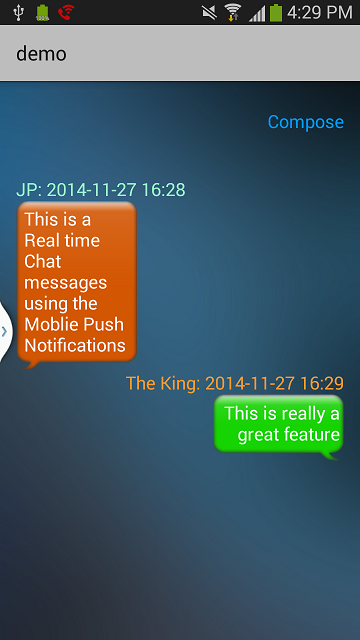 4:29 PM
demo
Compose
JP: 2014-11-27 16:28
This is a
Real time
Chat
messages
using the
Moblie Push
Notifications
The King: 2014-11-27 16:29
This is really a
great feature